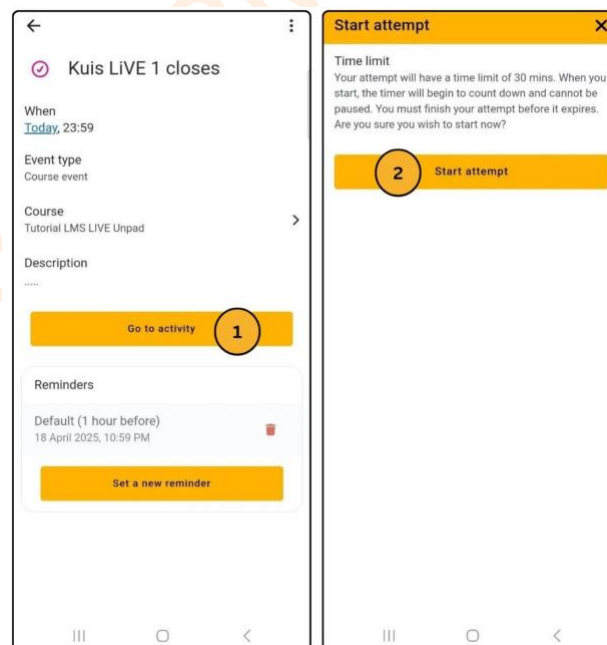 Kuis LiVE 1 closes
When
Today, 23:59
Event type
Course event
Course
Tutorial LMS LIVE Unpad
Description
.....
Go to activity
1
Reminders
Default (1 hour before)
18 April 2025, 10:59 PM
Set a new reminder
Start attempt
Time limit
Your attempt will have a time limit of 30 mins. When you
start, the timer will begin to count down and cannot be
paused. You must finish your attempt before it expires.
Are you sure you wish to start now?
2
Start attempt